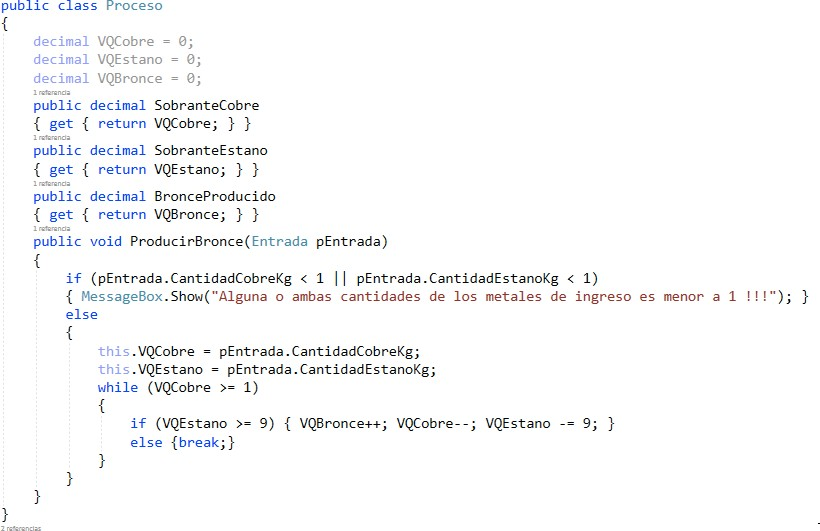 public class Proceso
{
decimal VQCobre = 0;
decimal VQEstano = 0;
decimal VQBronce = 0;
1 referencia
public decimal SobranteCobre
{ get { return VQCobre; } }
1 referencia
public decimal SobranteEstano
{ get { return VQEstano; } }
1 referencia
public decimal BronceProducido
{ get { return VQBronce; } }
1 referencia
public void ProducirBronce(Entrada pEntrada)
{
if (pEntrada.CantidadCobreKg < 1 || pEntrada.CantidadEstanoKg < 1)
{ MessageBox.Show("Alguna o ambas cantidades de los metales de ingreso es menor a 1 !!!"); }
else
{
this.VQCobre = pEntrada.CantidadCobreKg;
this.VQEstano = pEntrada.CantidadEstanoKg;
while (VQCobre >= 1)
{
if (VQEstano >= 9) { VQBronce++; VQCobre--; VQEstano -= 9; }
else {break;}
}
}
}
}
2 referencias